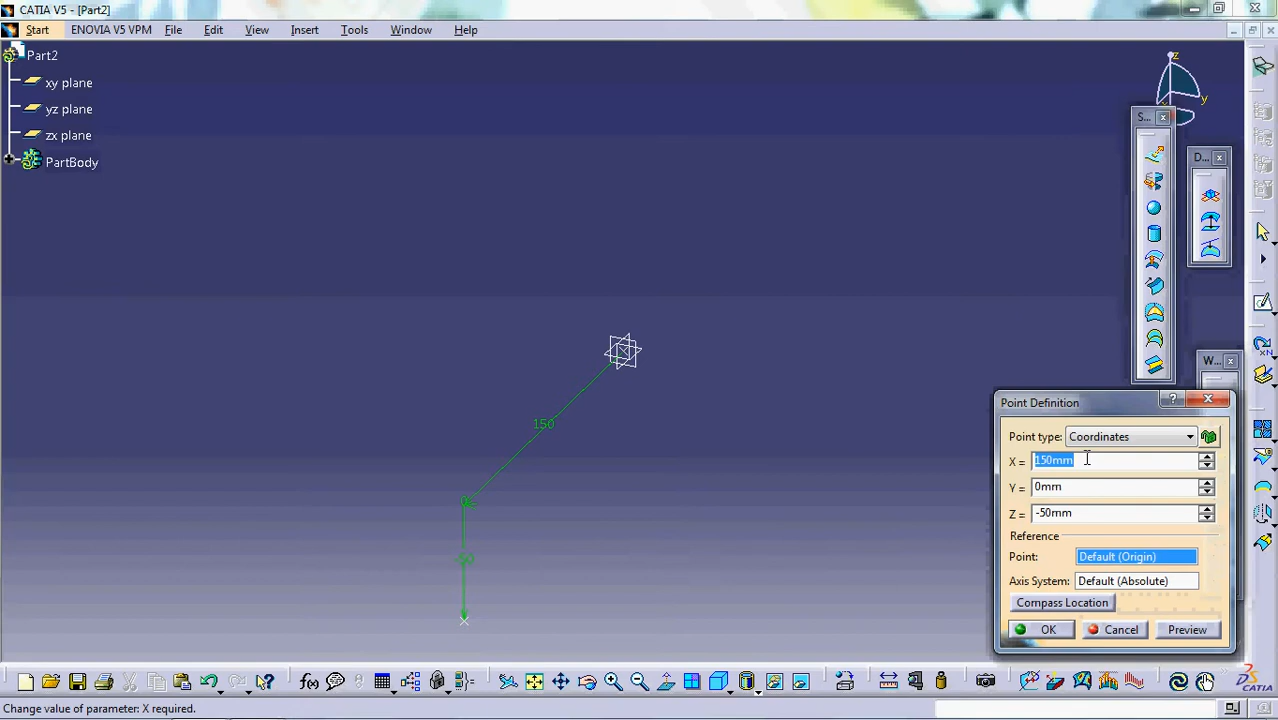 CATIA V5 - [Part2]
Start ENOVIA V5 VPM File Edit View Insert Tools Window Help
Part2
xy plane
yz plane
zx plane
PartBody
z
y
S...
D...
W...
150
Point Definition
Point type: Coordinates
X = 150mm
Y = 0mm
Z = -50mm
Reference
Point: Default (Origin)
Axis System: Default (Absolute)
Compass Location
OK Cancel Preview
f(x)
CATIA
Change value of parameter: X required.